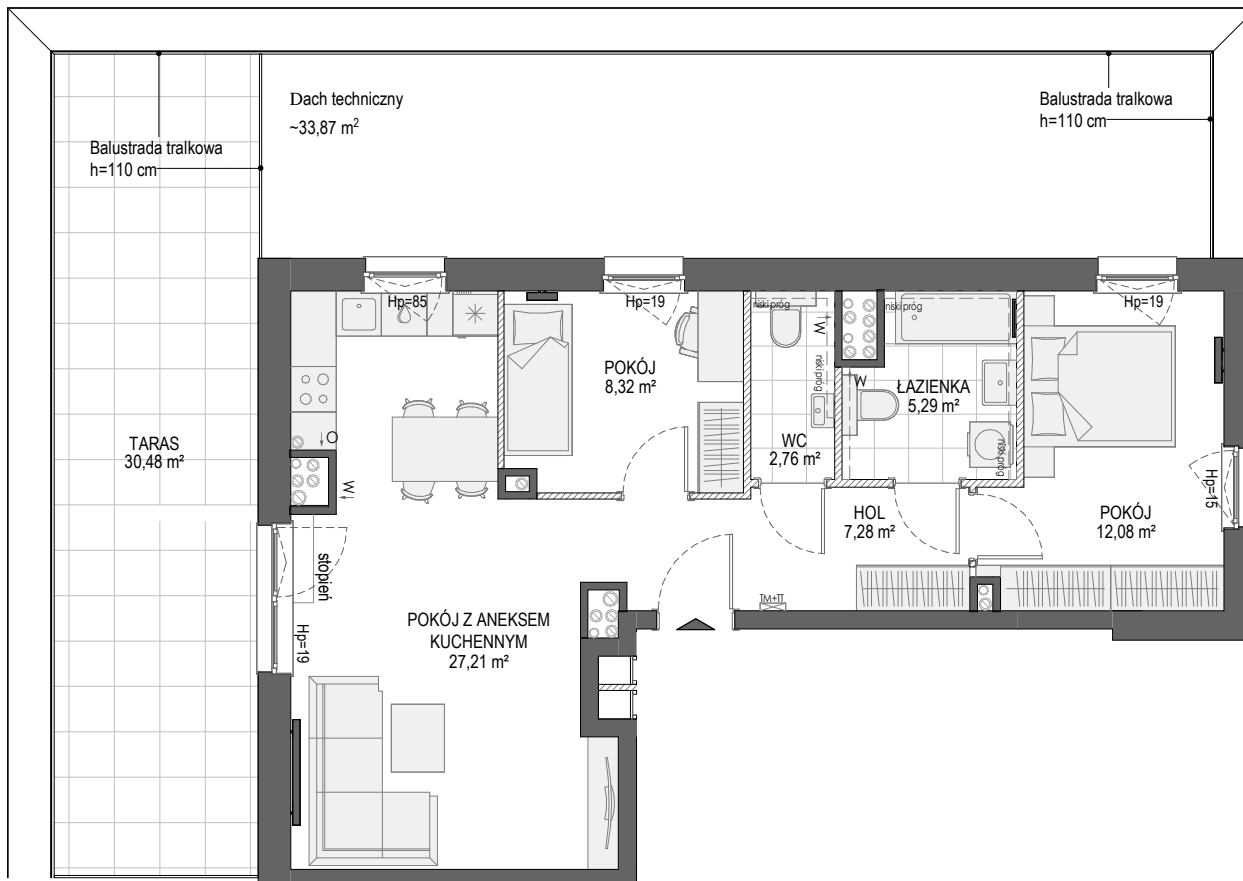 Dach techniczny
~33,87 m²
Balustrada tralkowa
h=110 cm
Balustrada tralkowa
h=110 cm
Hp=85
Hp=19
niski próg
W
niski próg
Hp=19
POKÓJ
8,32 m²
niski próg
W
ŁAZIENKA
5,29 m²
TARAS
30,48 m²
O
W
WC
2,76 m²
niski próg
Hp=15
HOL
7,28 m²
POKÓJ
12,08 m²
stopień
TM+TT
Hp=19
POKÓJ Z ANEKSEM
KUCHENNYM
27,21 m²